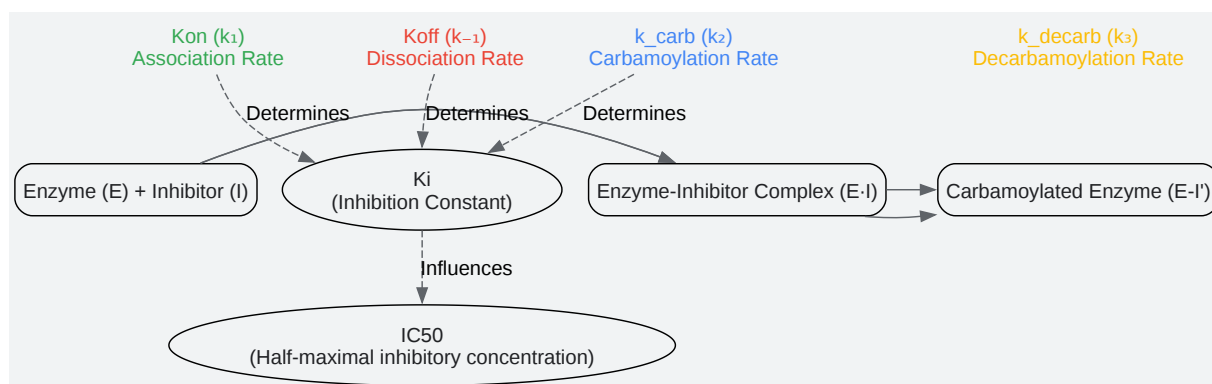 Kon (k₁)
Association Rate
Koff (k₋₁)
Dissociation Rate
k_carb (k₂)
Carbamoylation Rate
k_decarb (k₃)
Decarbamoylation Rate
Determines
Determines
Determines
Enzyme (E) + Inhibitor (I)
Ki
(Inhibition Constant)
Enzyme-Inhibitor Complex (E·I)
Carbamoylated Enzyme (E-I')
Influences
IC50
(Half-maximal inhibitory concentration)